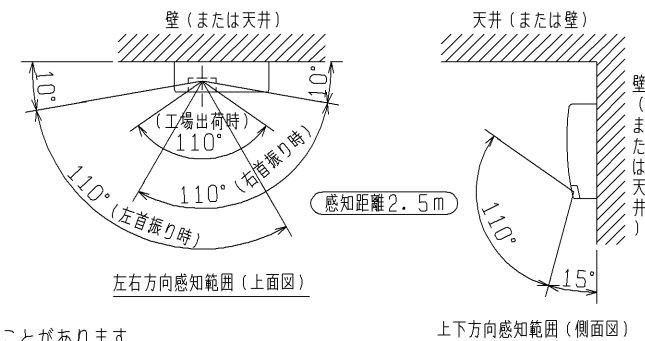 壁(または天井)
天井(または壁)
10°
10°
(工場出荷時)
110°
110°(右首振り時)
110°(左首振り時)
感知距離2.5m
壁(または天井)
110°
15°
左右方向感知範囲(上面図)
上下方向感知範囲(側面図)
ことがあります